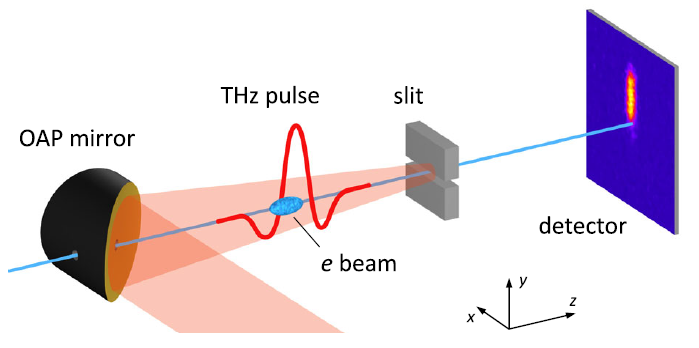 THz pulse
slit
OAP mirror
e beam
detector
x
y
z